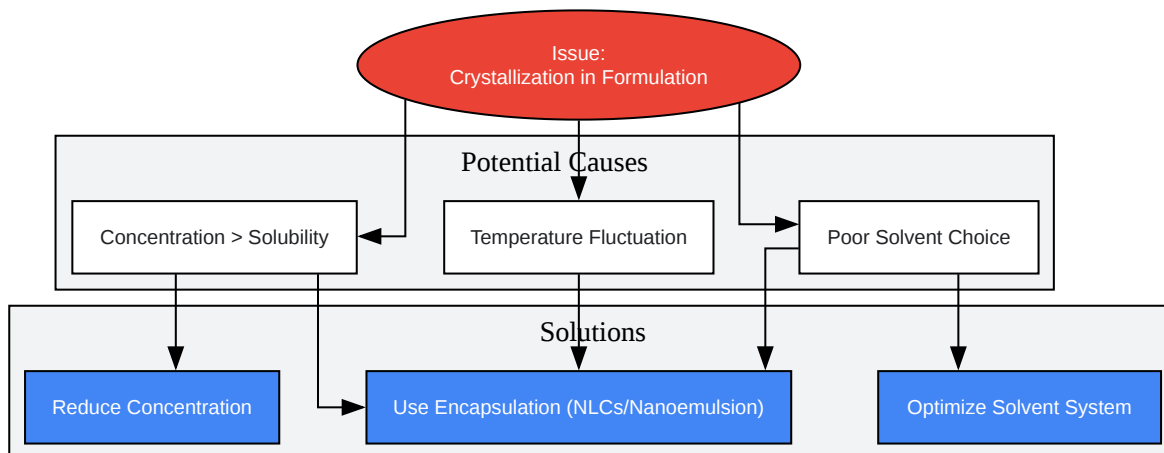 Issue:
Crystallization in Formulation
Potential Causes
Concentration > Solubility
Temperature Fluctuation
Poor Solvent Choice
Solutions
Reduce Concentration
Use Encapsulation (NLCs/Nanoemulsion)
Optimize Solvent System